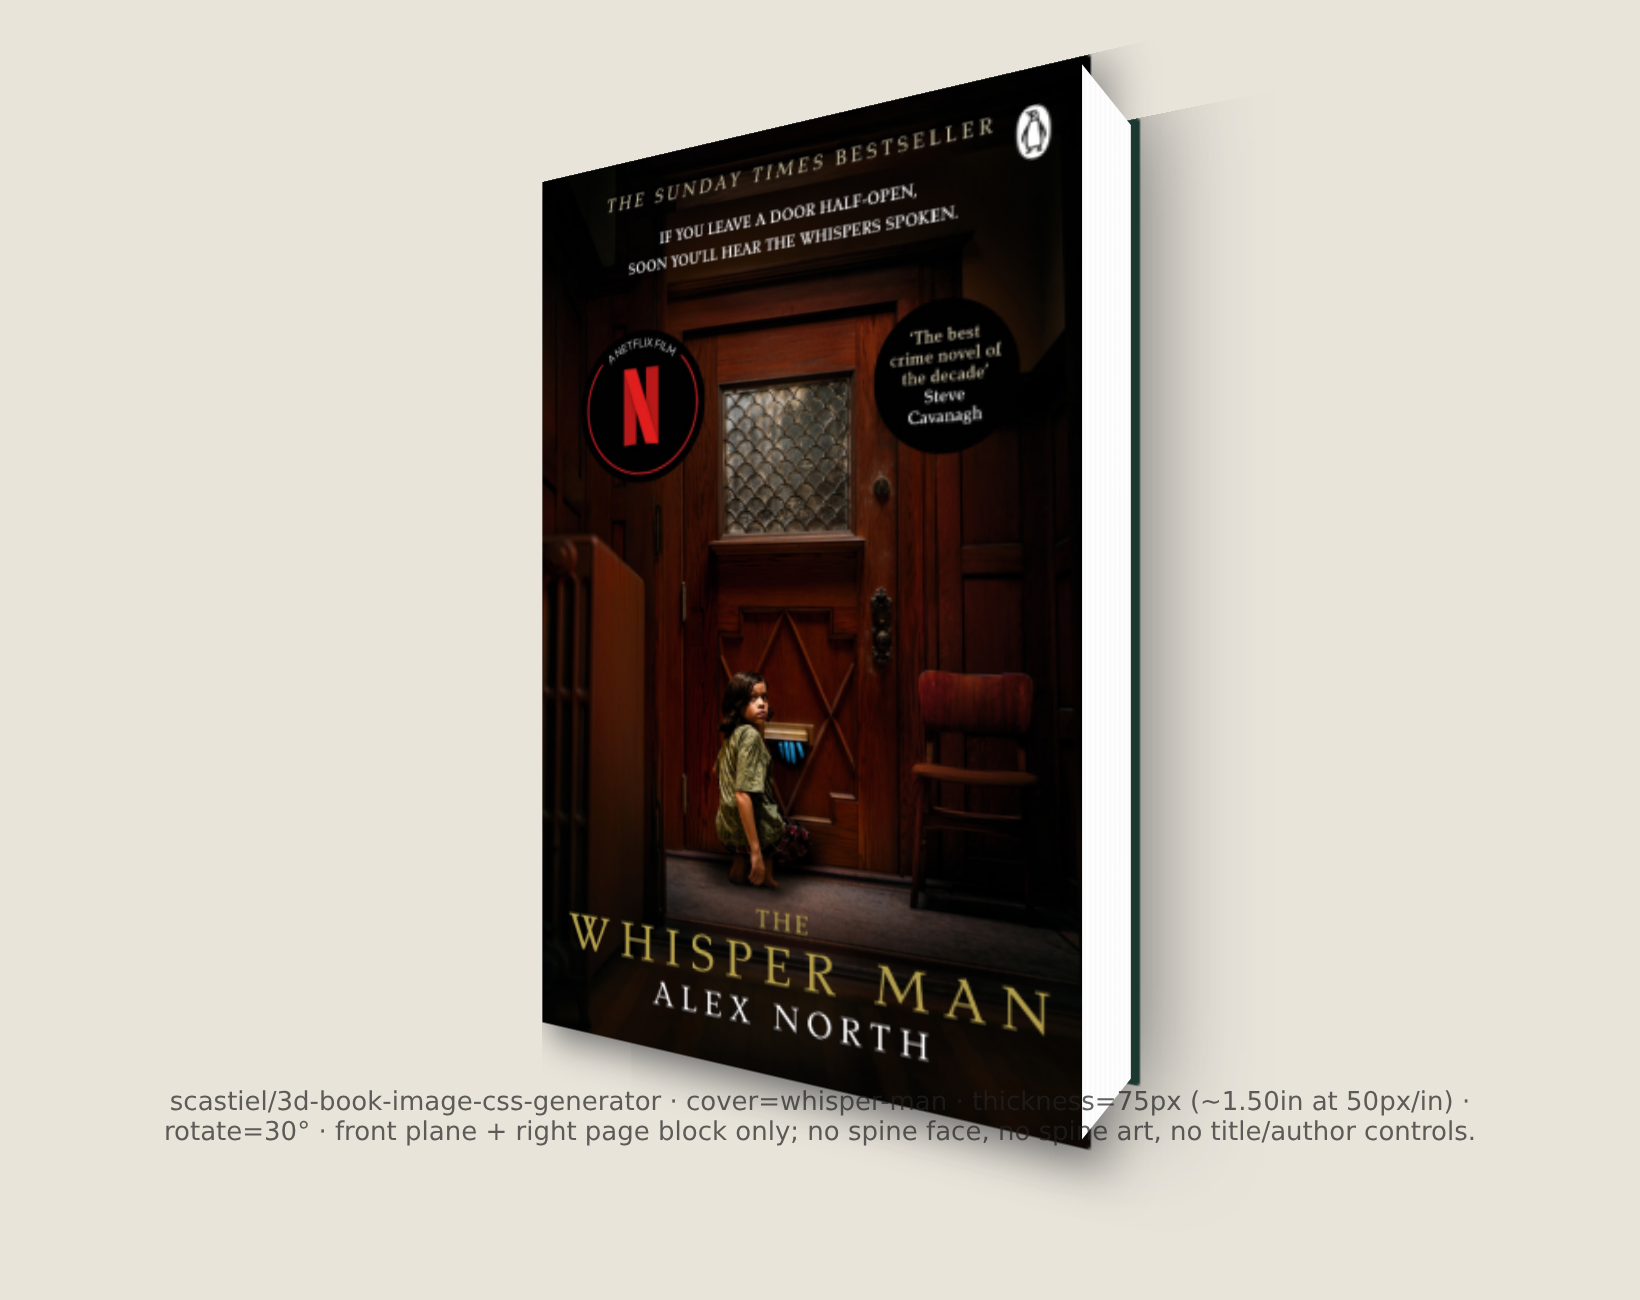 THE SUNDAY TIMES BESTSELLER
IF YOU LEAVE A DOOR HALF-OPEN,
SOON YOU'LL HEAR THE WHISPERS SPOKEN.
A NETFLIX FILM
N
‘The best
crime novel of
the decade’
Steve
Cavanagh
THE
WHISPER MAN
ALEX NORTH
scastiel/3d-book-image-css-generator · cover=whisper-man · thickness=75px (~1.50in at 50px/in) ·
rotate=30° · front plane + right page block only; no spine face, no spine art, no title/author controls.